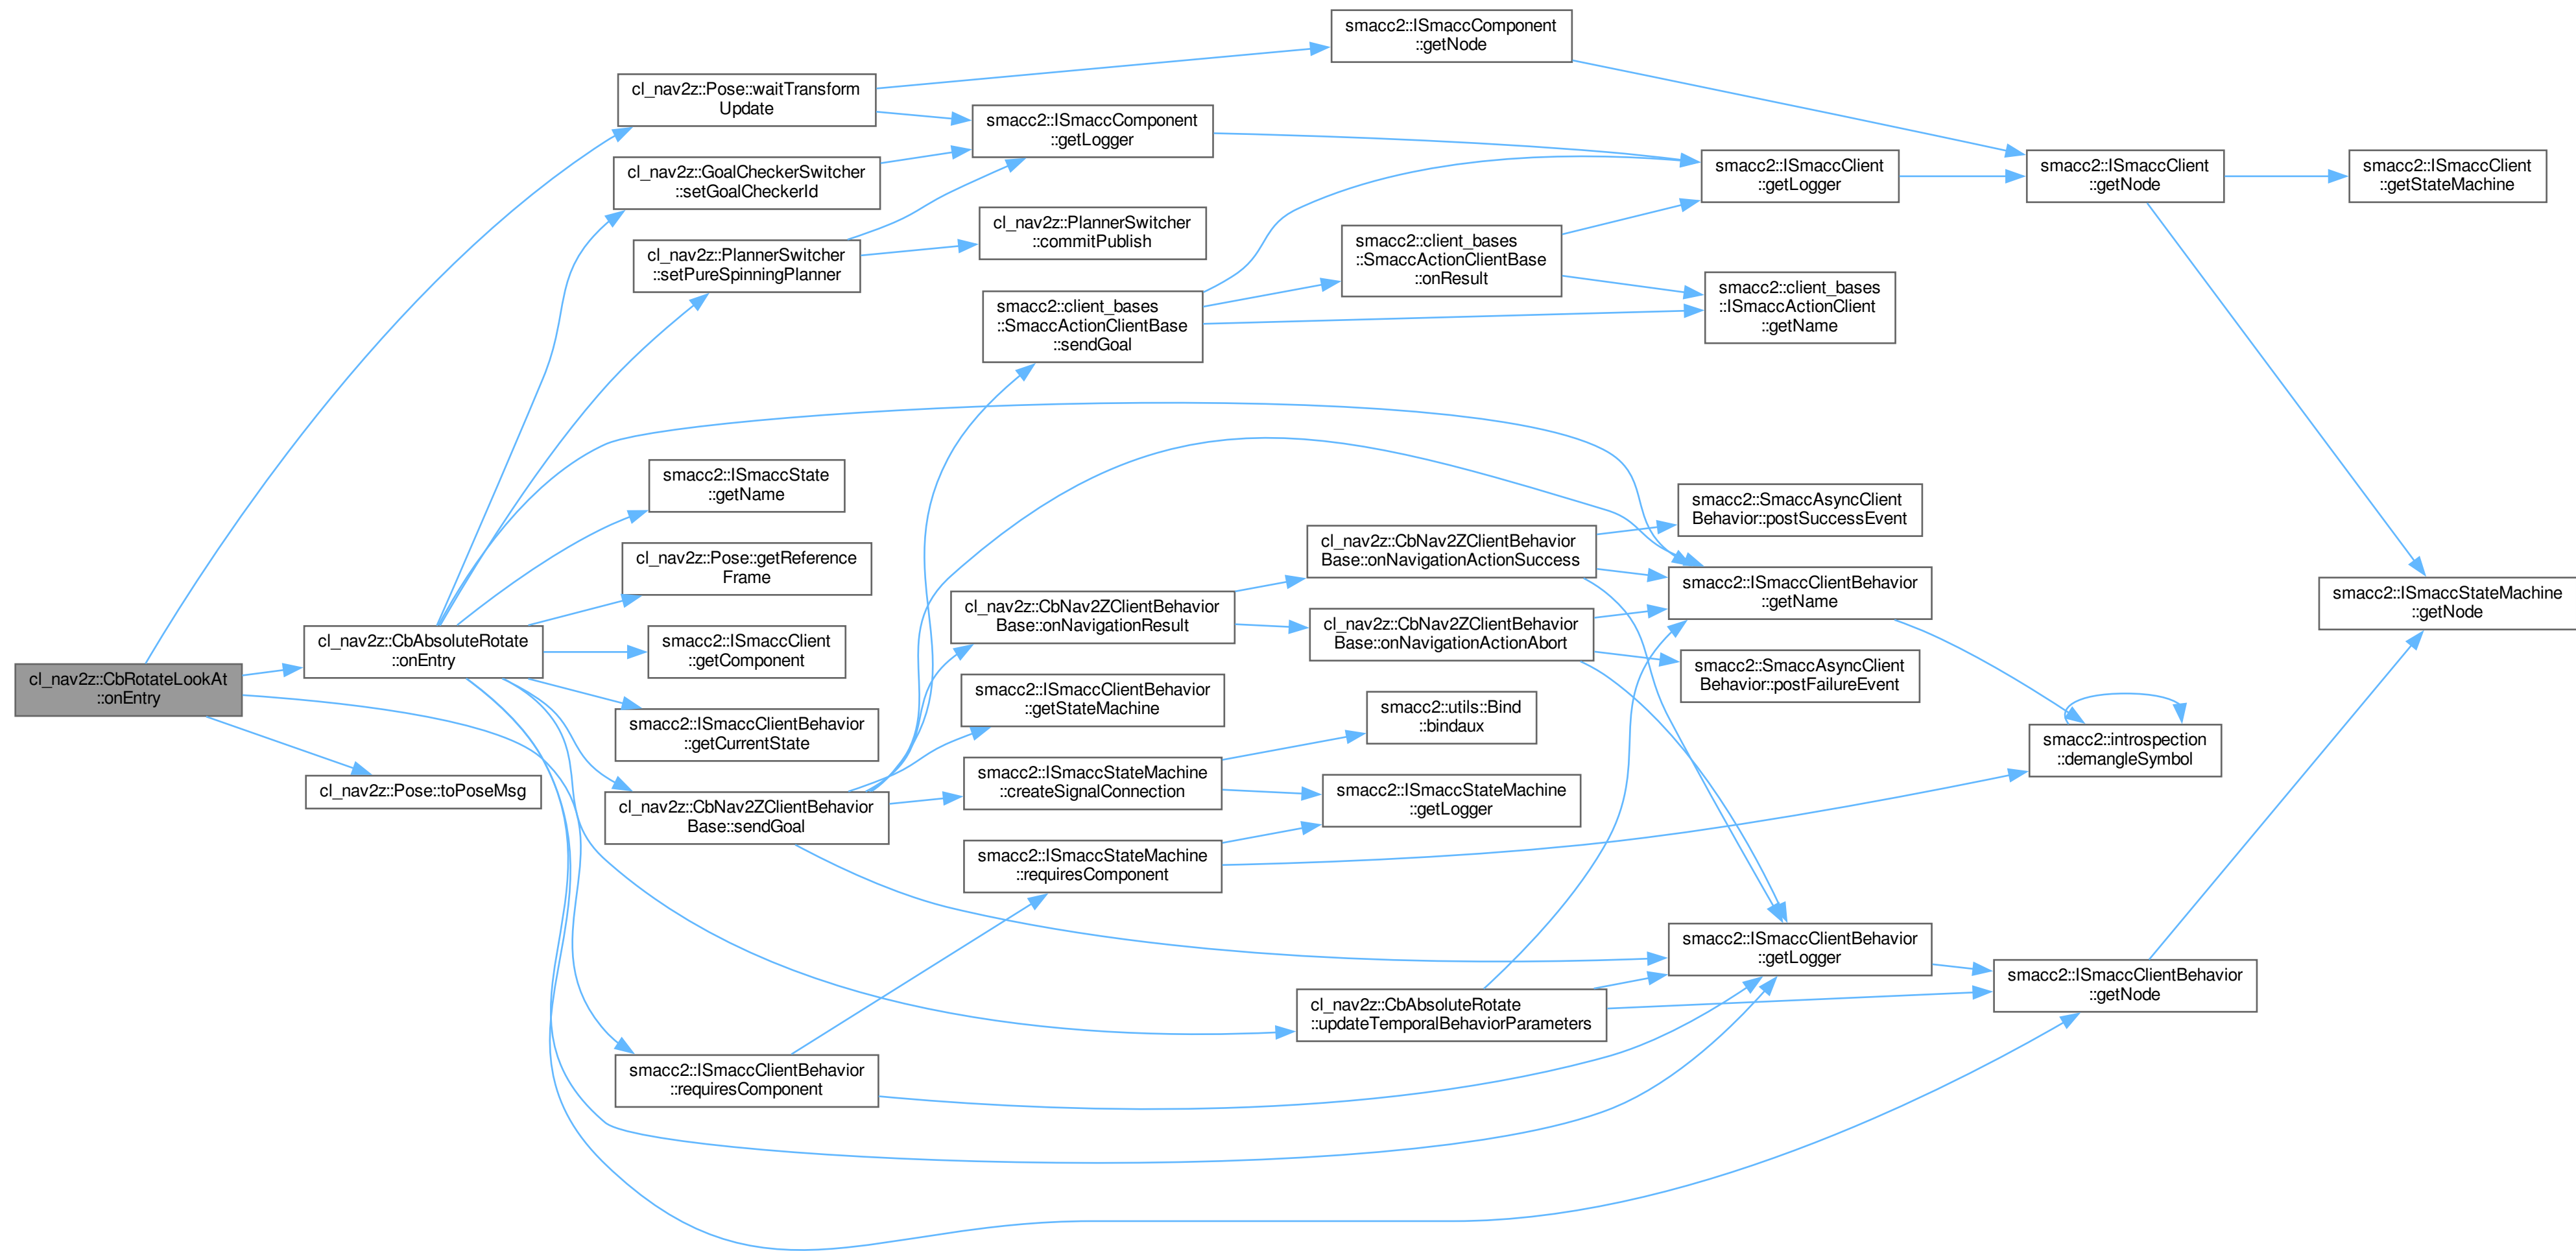 cl_nav2z::CbRotateLookAt
::onEntry
cl_nav2z::Pose::waitTransform
Update
smacc2::ISmaccComponent
::getNode
smacc2::ISmaccComponent
::getLogger
cl_nav2z::GoalCheckerSwitcher
::setGoalCheckerId
cl_nav2z::PlannerSwitcher
::setPureSpinningPlanner
cl_nav2z::PlannerSwitcher
::commitPublish
smacc2::ISmaccClient
::getLogger
smacc2::ISmaccClient
::getNode
smacc2::ISmaccClient
::getStateMachine
smacc2::client_bases
::SmaccActionClientBase
::onResult
smacc2::client_bases
::SmaccActionClientBase
::sendGoal
smacc2::client_bases
::ISmaccActionClient
::getName
smacc2::ISmaccState
::getName
cl_nav2z::Pose::getReference
Frame
cl_nav2z::CbAbsoluteRotate
::onEntry
smacc2::ISmaccClient
::getComponent
smacc2::ISmaccClientBehavior
::getCurrentState
cl_nav2z::Pose::toPoseMsg
cl_nav2z::CbNav2ZClientBehavior
Base::sendGoal
cl_nav2z::CbNav2ZClientBehavior
Base::onNavigationResult
cl_nav2z::CbNav2ZClientBehavior
Base::onNavigationActionSuccess
cl_nav2z::CbNav2ZClientBehavior
Base::onNavigationActionAbort
smacc2::SmaccAsyncClient
Behavior::postSuccessEvent
smacc2::ISmaccClientBehavior
::getName
smacc2::SmaccAsyncClient
Behavior::postFailureEvent
smacc2::ISmaccStateMachine
::getNode
smacc2::ISmaccClientBehavior
::getStateMachine
smacc2::utils::Bind
::bindaux
smacc2::ISmaccStateMachine
::createSignalConnection
smacc2::ISmaccStateMachine
::getLogger
smacc2::introspection
::demangleSymbol
smacc2::ISmaccStateMachine
::requiresComponent
smacc2::ISmaccClientBehavior
::getLogger
smacc2::ISmaccClientBehavior
::getNode
cl_nav2z::CbAbsoluteRotate
::updateTemporalBehaviorParameters
smacc2::ISmaccClientBehavior
::requiresComponent